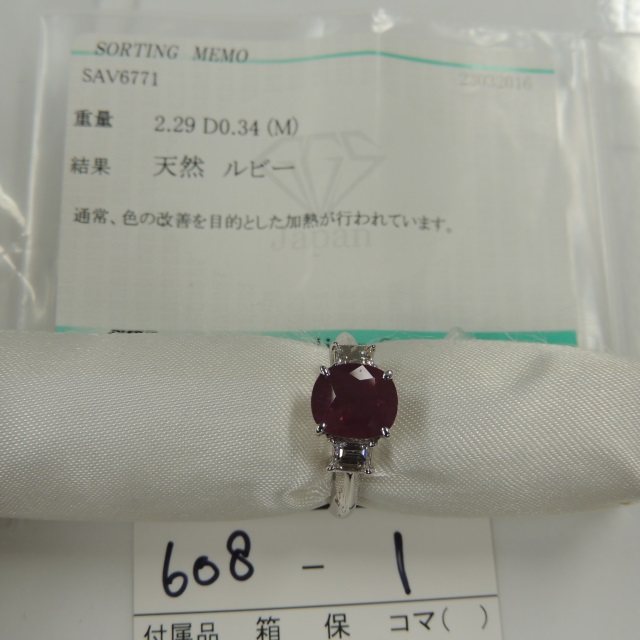 SORTING MEMO
SAV6771 22032616
重量 2.29 D0.34 (M)
結果 天然 ルビー
通常、色の改善を目的とした加熱が行われています。
Japan
608 - 1
付属品 箱 保 コマ( )